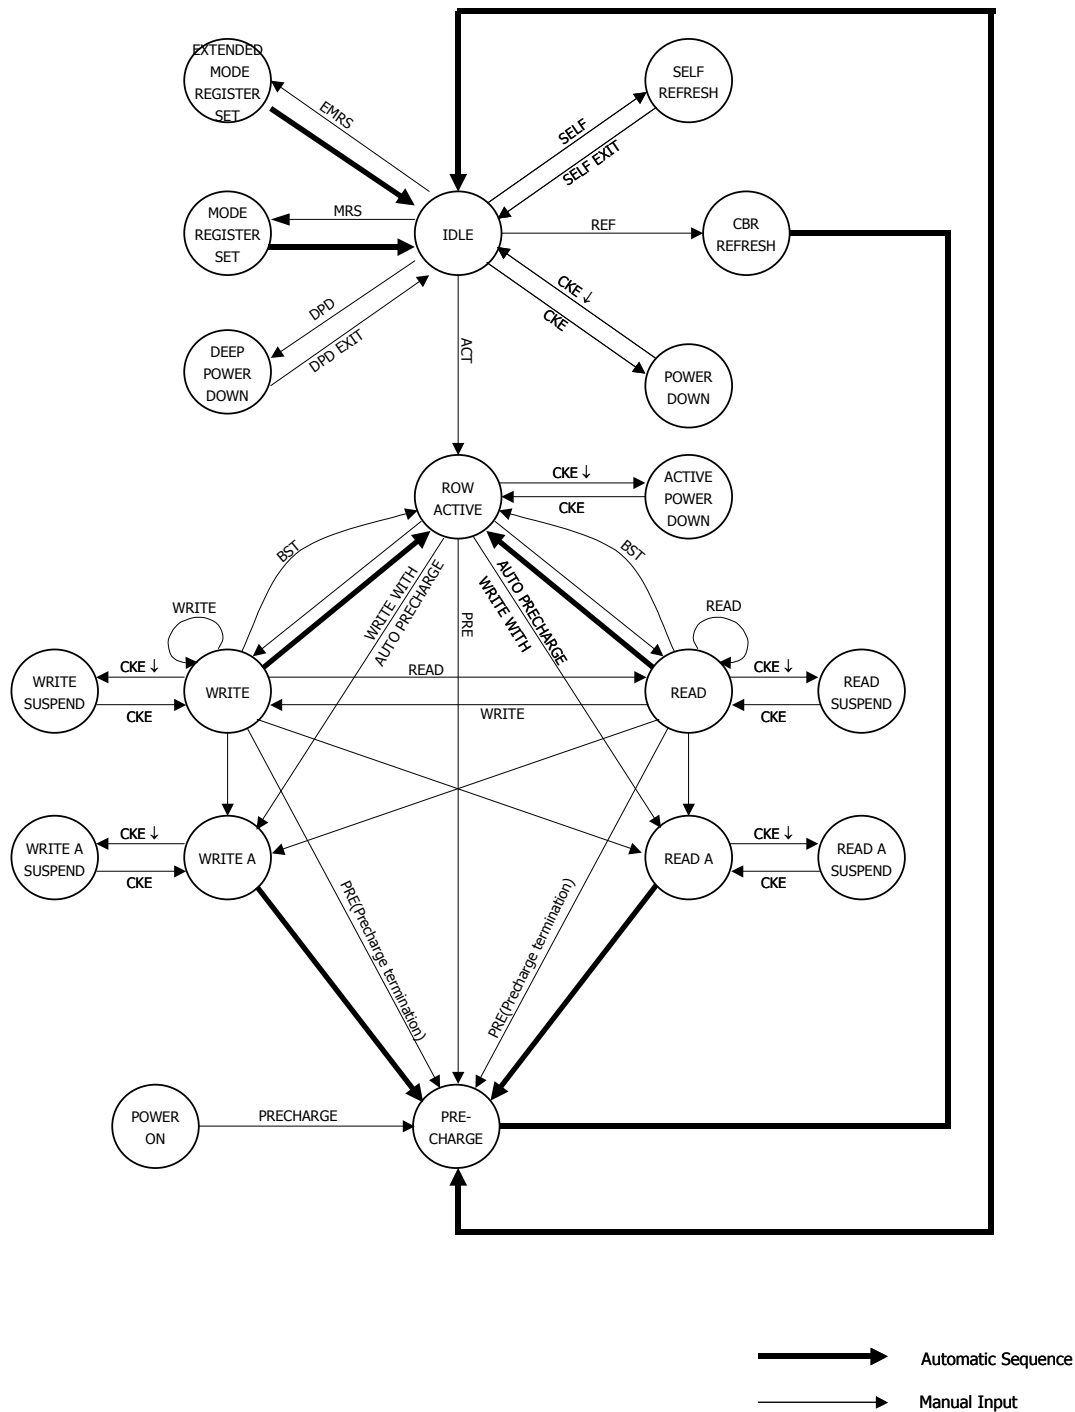 EXTENDED
MODE
REGISTER
SET
EMRS
SELF
REFRESH
SELF
SELF EXIT
MODE
REGISTER
SET
MRS
IDLE
REF
CBR
REFRESH
DPD
DPD EXIT
DEEP
POWER
DOWN
ACT
CKE ↓
CKE
POWER
DOWN
ROW
ACTIVE
CKE ↓
CKE
ACTIVE
POWER
DOWN
BST
BST
WRITE WITH
AUTO PRECHARGE
PRE
AUTO PRECHARGE
WRITE WITH
WRITE
READ
WRITE
SUSPEND
CKE ↓
CKE
WRITE
READ
WRITE
READ
CKE ↓
CKE
READ
SUSPEND
WRITE A
SUSPEND
CKE ↓
CKE
WRITE A
READ A
CKE ↓
CKE
READ A
SUSPEND
PRE(Precharge termination)
PRE(Precharge termination)
POWER
ON
PRECHARGE
PRE-
CHARGE
Automatic Sequence
Manual Input